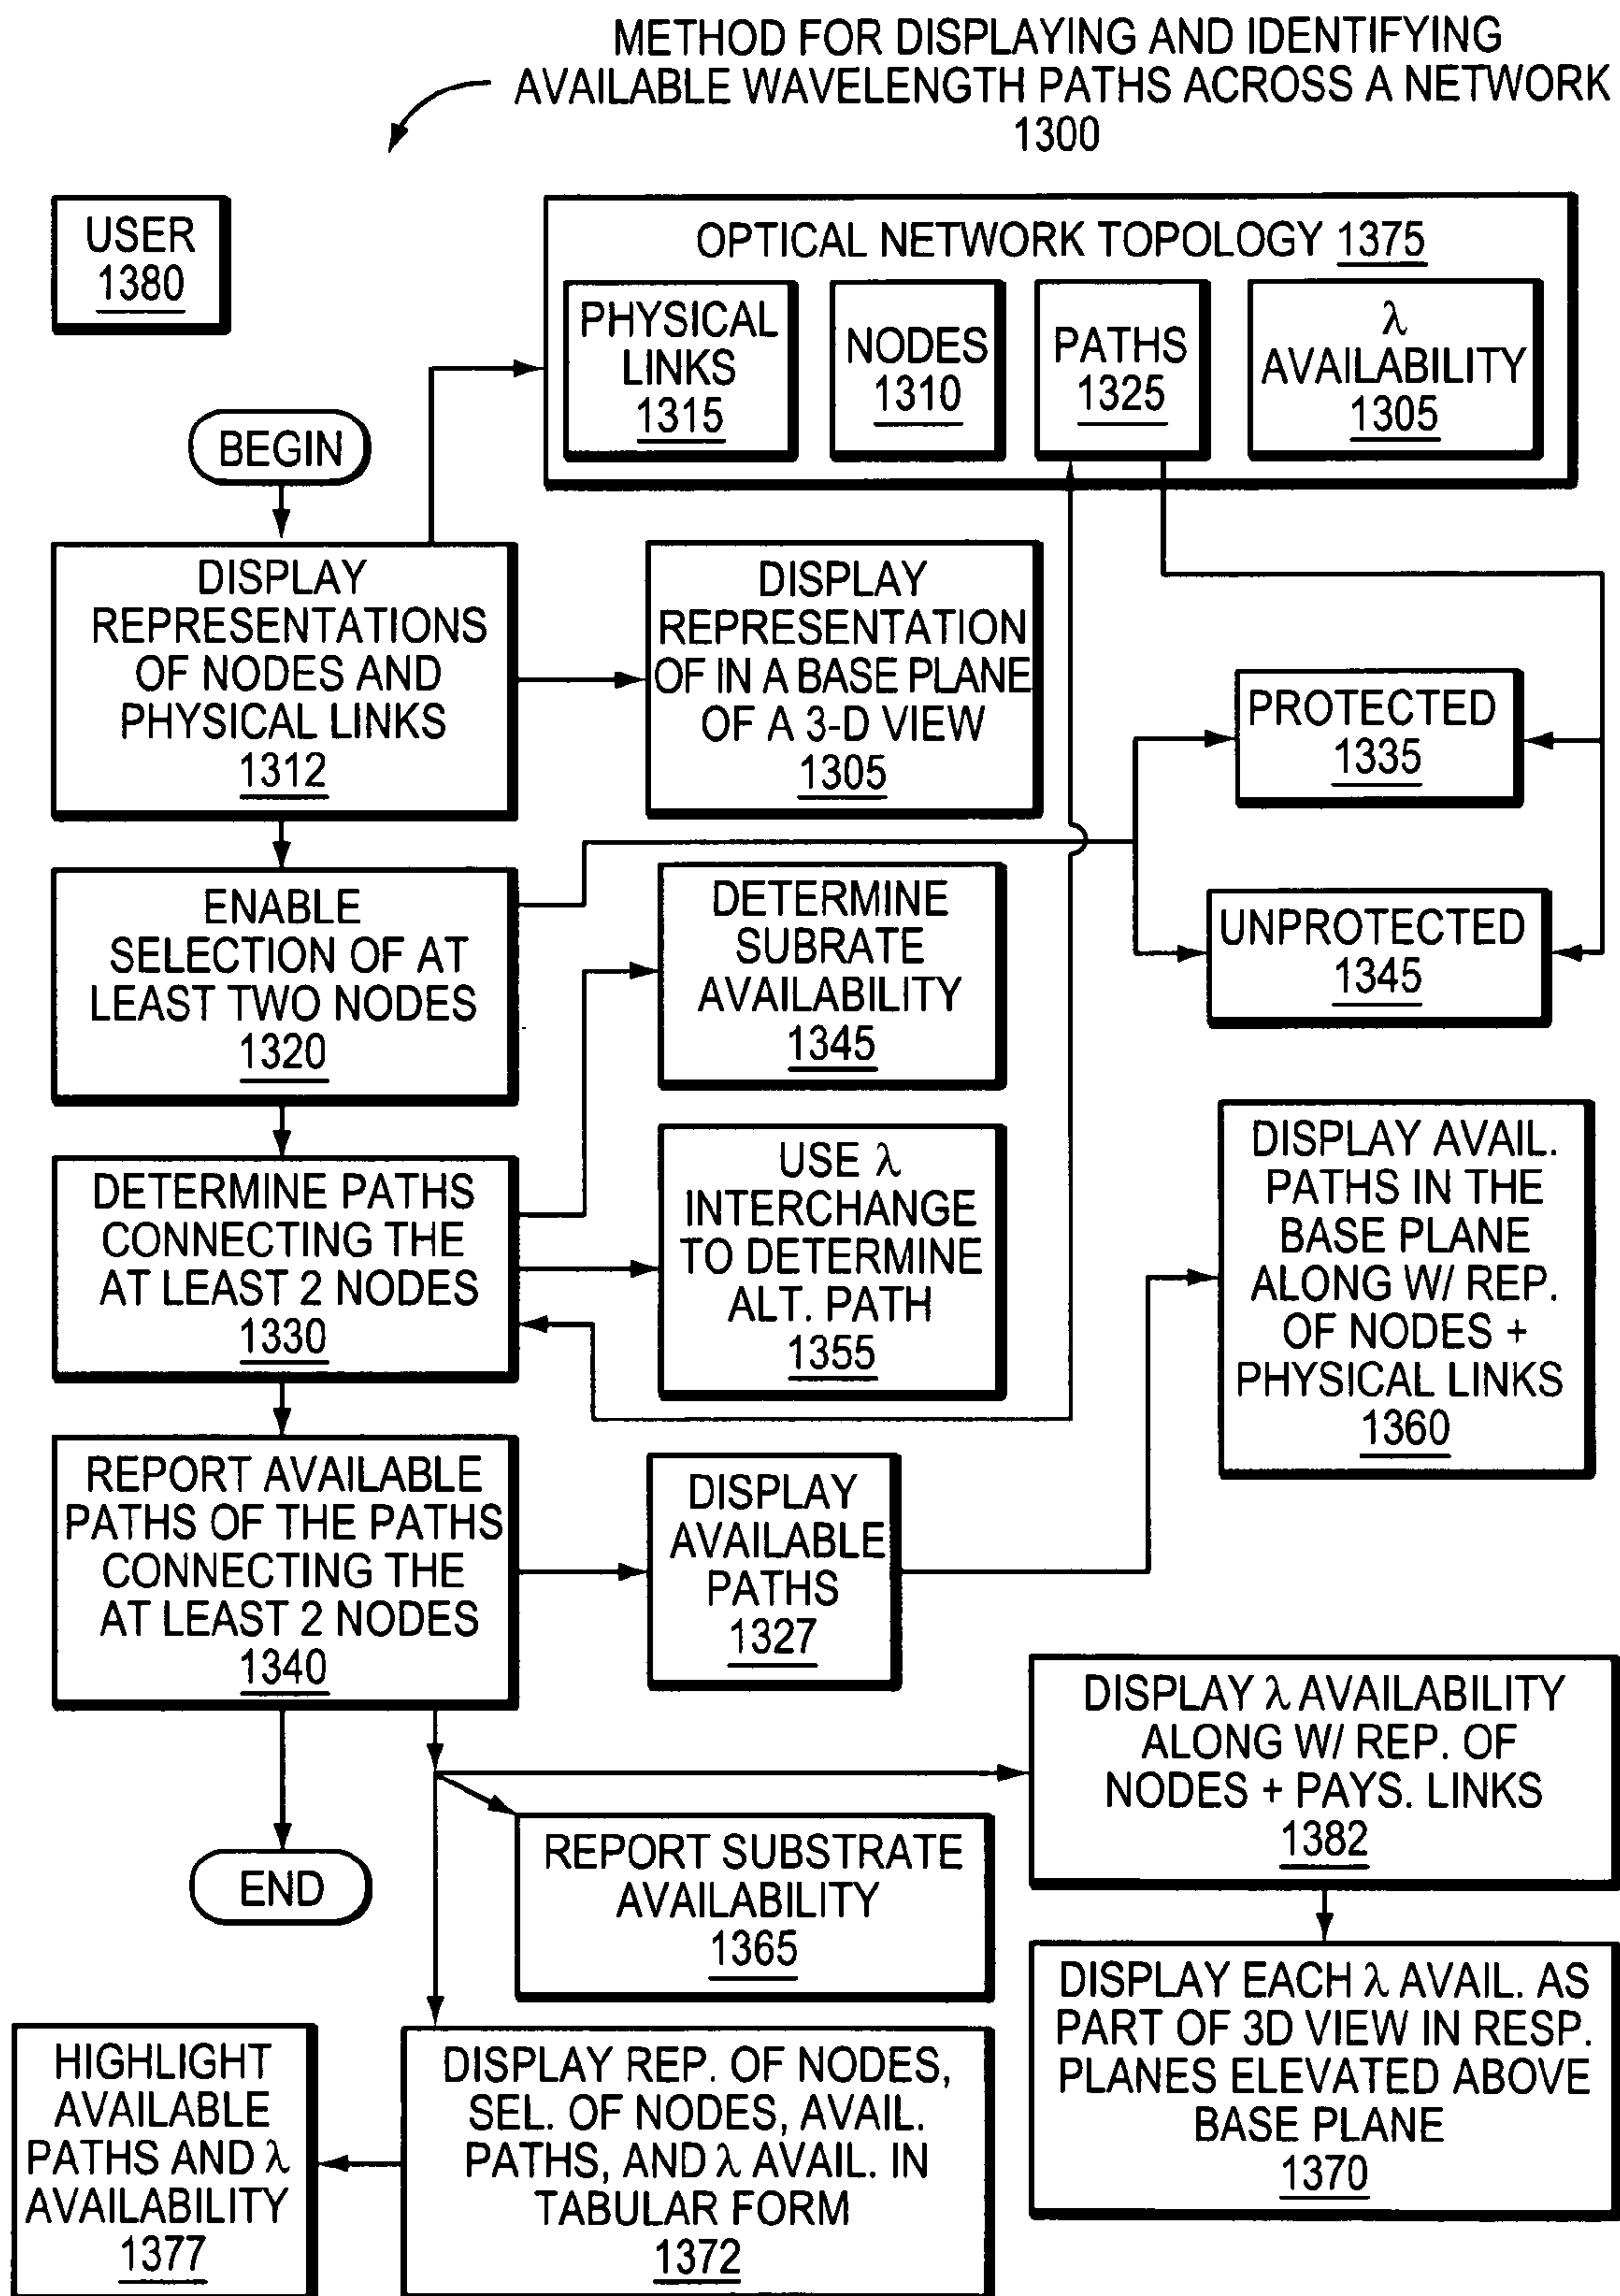 METHOD FOR DISPLAYING AND IDENTIFYING
AVAILABLE WAVELENGTH PATHS ACROSS A NETWORK
1300
USER
1380
OPTICAL NETWORK TOPOLOGY 1375
PHYSICAL
LINKS
1315
NODES
1310
PATHS
1325
λ
AVAILABILITY
1305
BEGIN
DISPLAY
REPRESENTATIONS
OF NODES AND
PHYSICAL LINKS
1312
DISPLAY
REPRESENTATION
OF IN A BASE PLANE
OF A 3-D VIEW
1305
PROTECTED
1335
UNPROTECTED
1345
ENABLE
SELECTION OF AT
LEAST TWO NODES
1320
DETERMINE
SUBRATE
AVAILABILITY
1345
DETERMINE PATHS
CONNECTING THE
AT LEAST 2 NODES
1330
USE λ
INTERCHANGE
TO DETERMINE
ALT. PATH
1355
DISPLAY AVAIL.
PATHS IN THE
BASE PLANE
ALONG W/ REP.
OF NODES +
PHYSICAL LINKS
1360
REPORT AVAILABLE
PATHS OF THE PATHS
CONNECTING THE
AT LEAST 2 NODES
1340
DISPLAY
AVAILABLE
PATHS
1327
DISPLAY λ AVAILABILITY
ALONG W/ REP. OF
NODES + PAYS. LINKS
1382
END
REPORT SUBSTRATE
AVAILABILITY
1365
DISPLAY EACH λ AVAIL. AS
PART OF 3D VIEW IN RESP.
PLANES ELEVATED ABOVE
BASE PLANE
1370
HIGHLIGHT
AVAILABLE
PATHS AND λ
AVAILABILITY
1377
DISPLAY REP. OF NODES,
SEL. OF NODES, AVAIL.
PATHS, AND λ AVAIL. IN
TABULAR FORM
1372